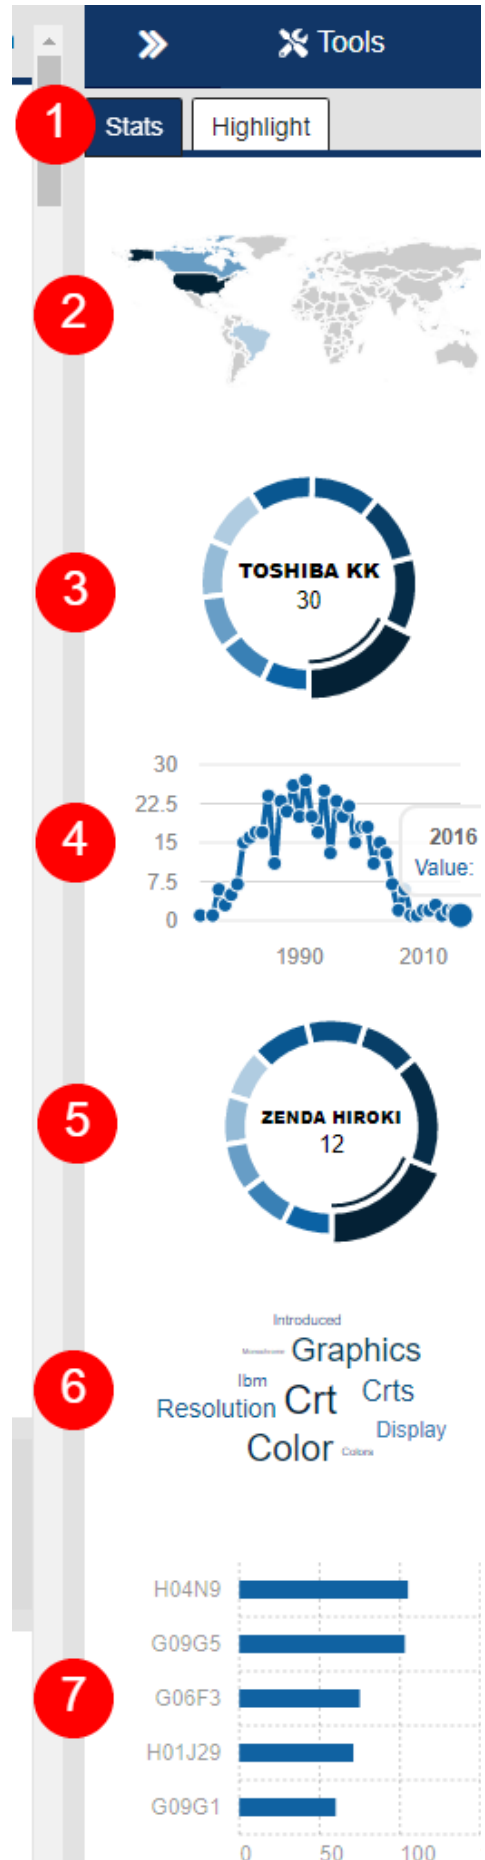 Tools
1
Stats
Highlight
2
3
TOSHIBA KK
30
4
30
22.5
15
7.5
0
2016
Value:
1990
2010
5
ZENDA HIROKI
12
6
Introduced
Monochrome
Graphics
Ibm
Crts
Resolution
Crt
Display
Color
Colors
7
H04N9
G09G5
G06F3
H01J29
G09G1
0
50
100